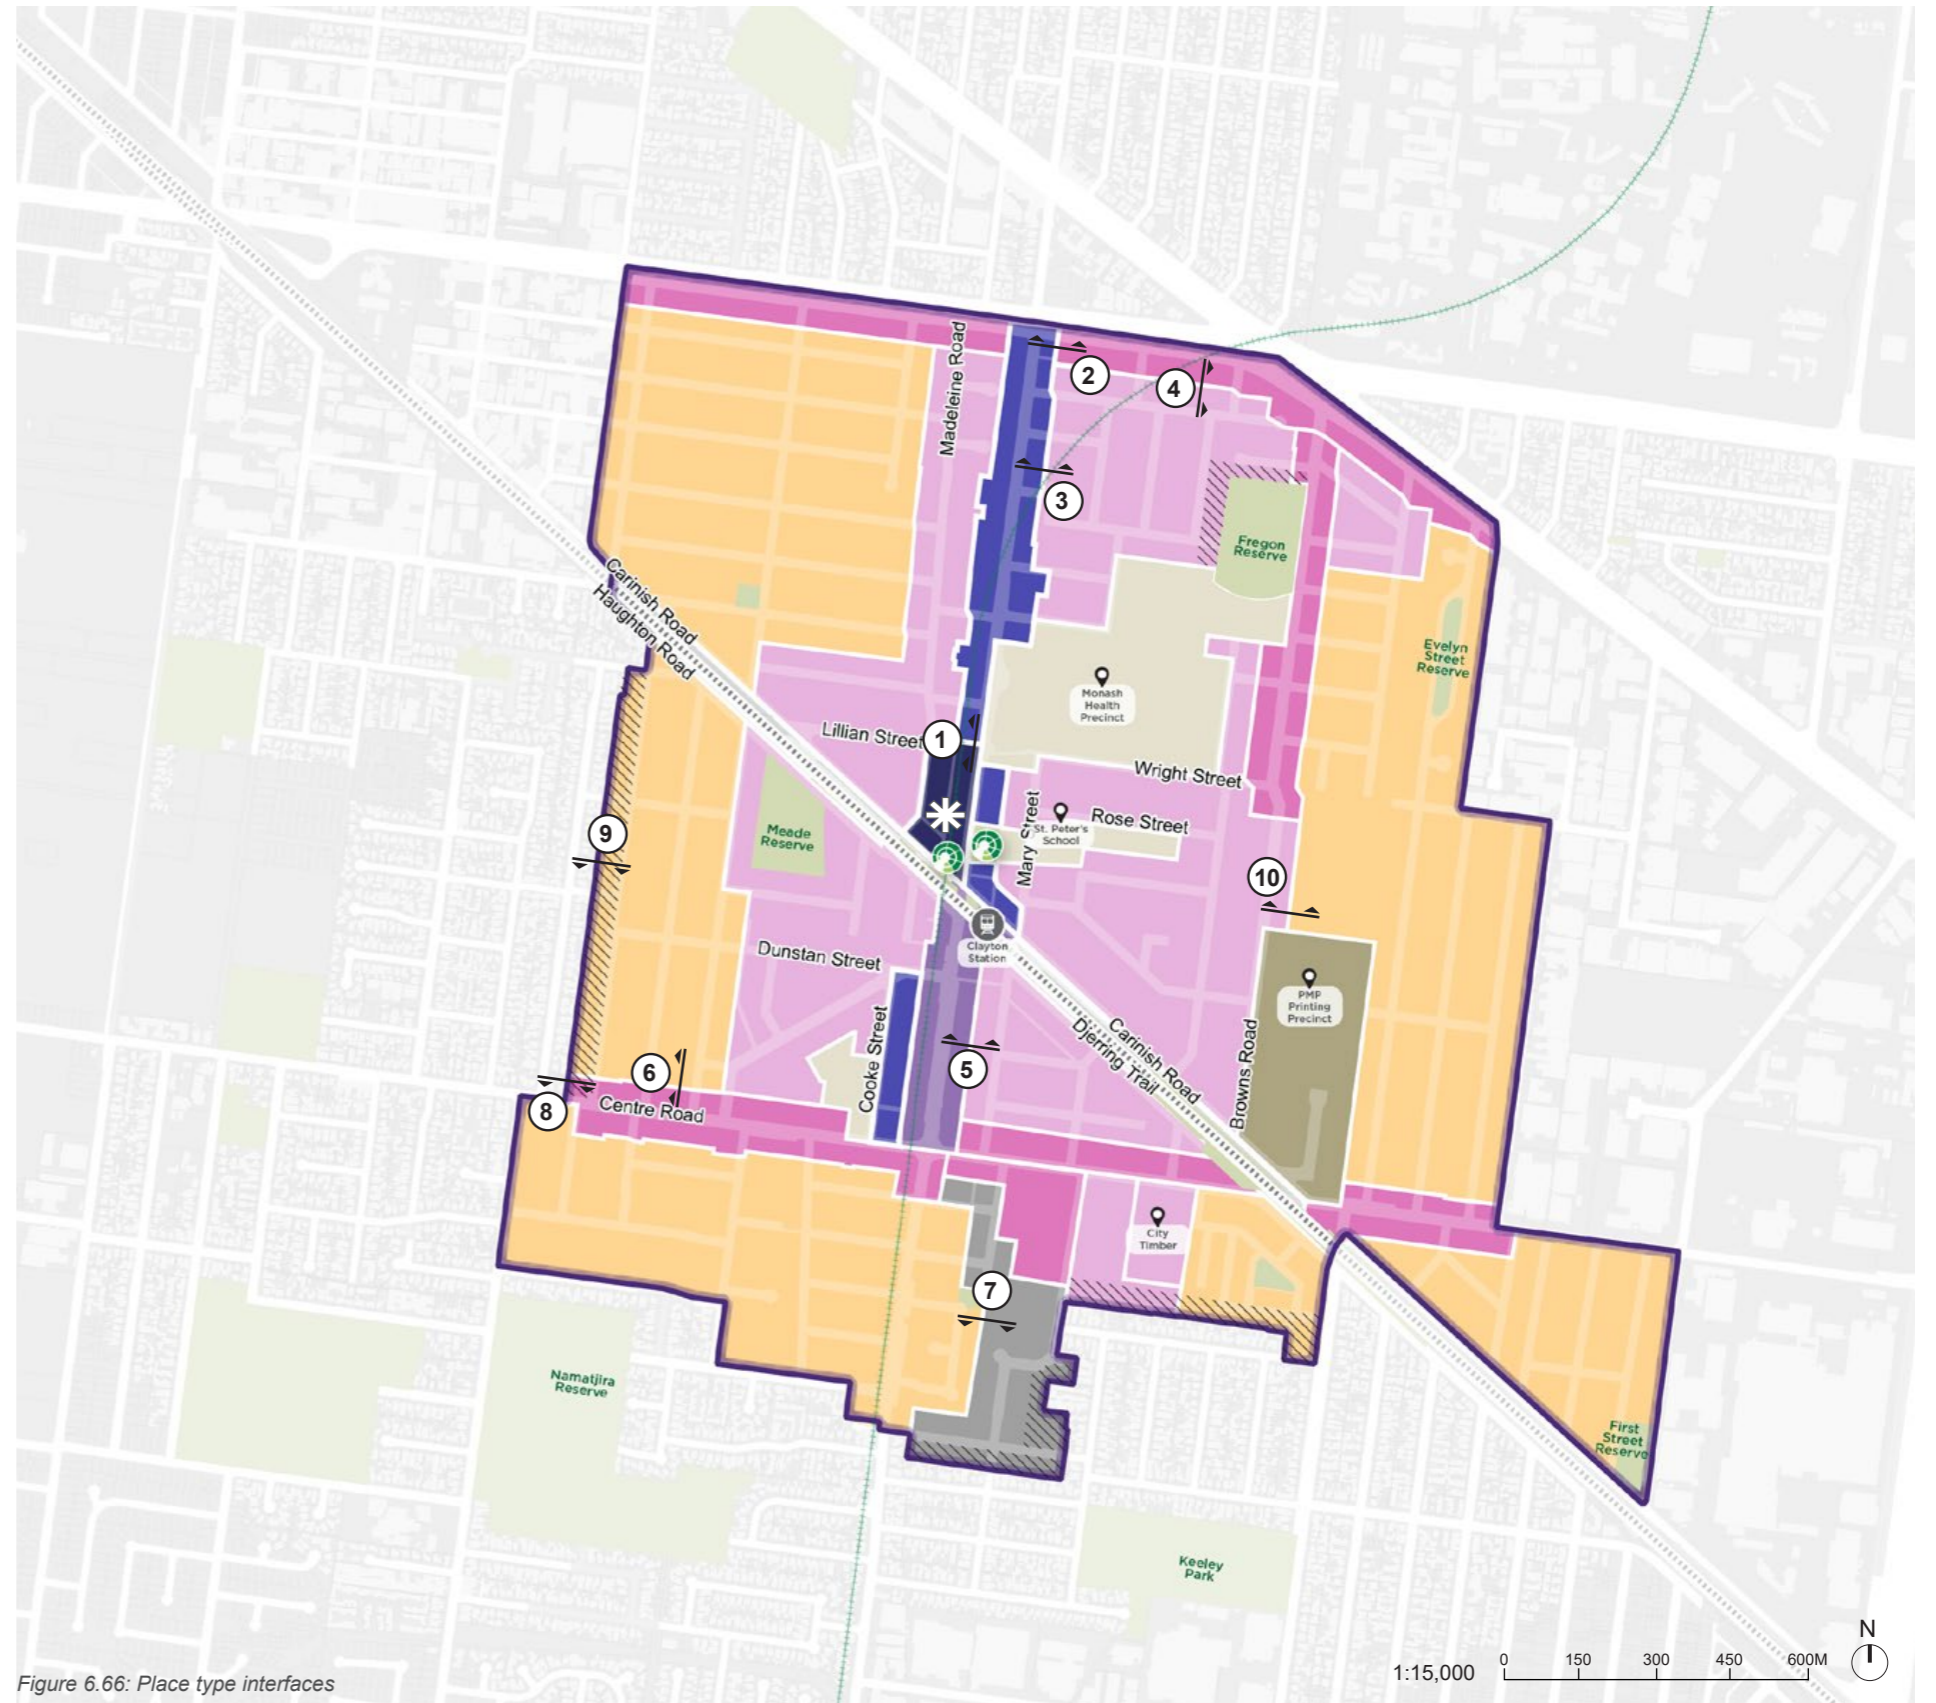 Madeleine Road
2
4
3
Fregon
Reserve
Carinish Road
Haughton Road
Evelyn
Street
Reserve
Monash
Health
Precinct
Lillian Street
1
Wright Street
Mary Street
St. Peter's
School
Rose Street
Meade
Reserve
9
10
Clayton
Station
Dunstan Street
PMP
Printing
Precinct
Cooke Street
Carinish Road
Djerring Trail
Browns Road
5
6
8
Centre Road
City
Timber
7
Namatjira
Reserve
First
Street
Reserve
Keeley
Park
N
1:15,000
0 150 300 450 600M
Figure 6.66: Place type interfaces